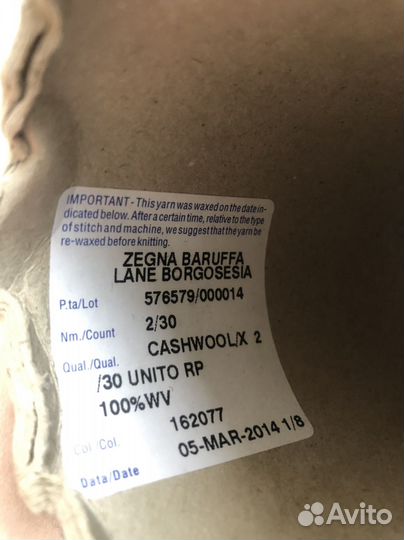 IMPORTANT - This yarn was waxed on the date in-
dicated below. After a certain time, relative to the type
of stitch and machine, we suggest that the yarn be
re-waxed before knitting.
ZEGNA BARUFFA
LANE BORGOSESIA
P.ta/Lot 576579/000014
Nm./Count 2/30
Qual./Qual. CASHWOOL/X 2
/30 UNITO RP
100%WV
Col./Col. 162077
Data/Date 05-MAR-2014 1/8
Avito